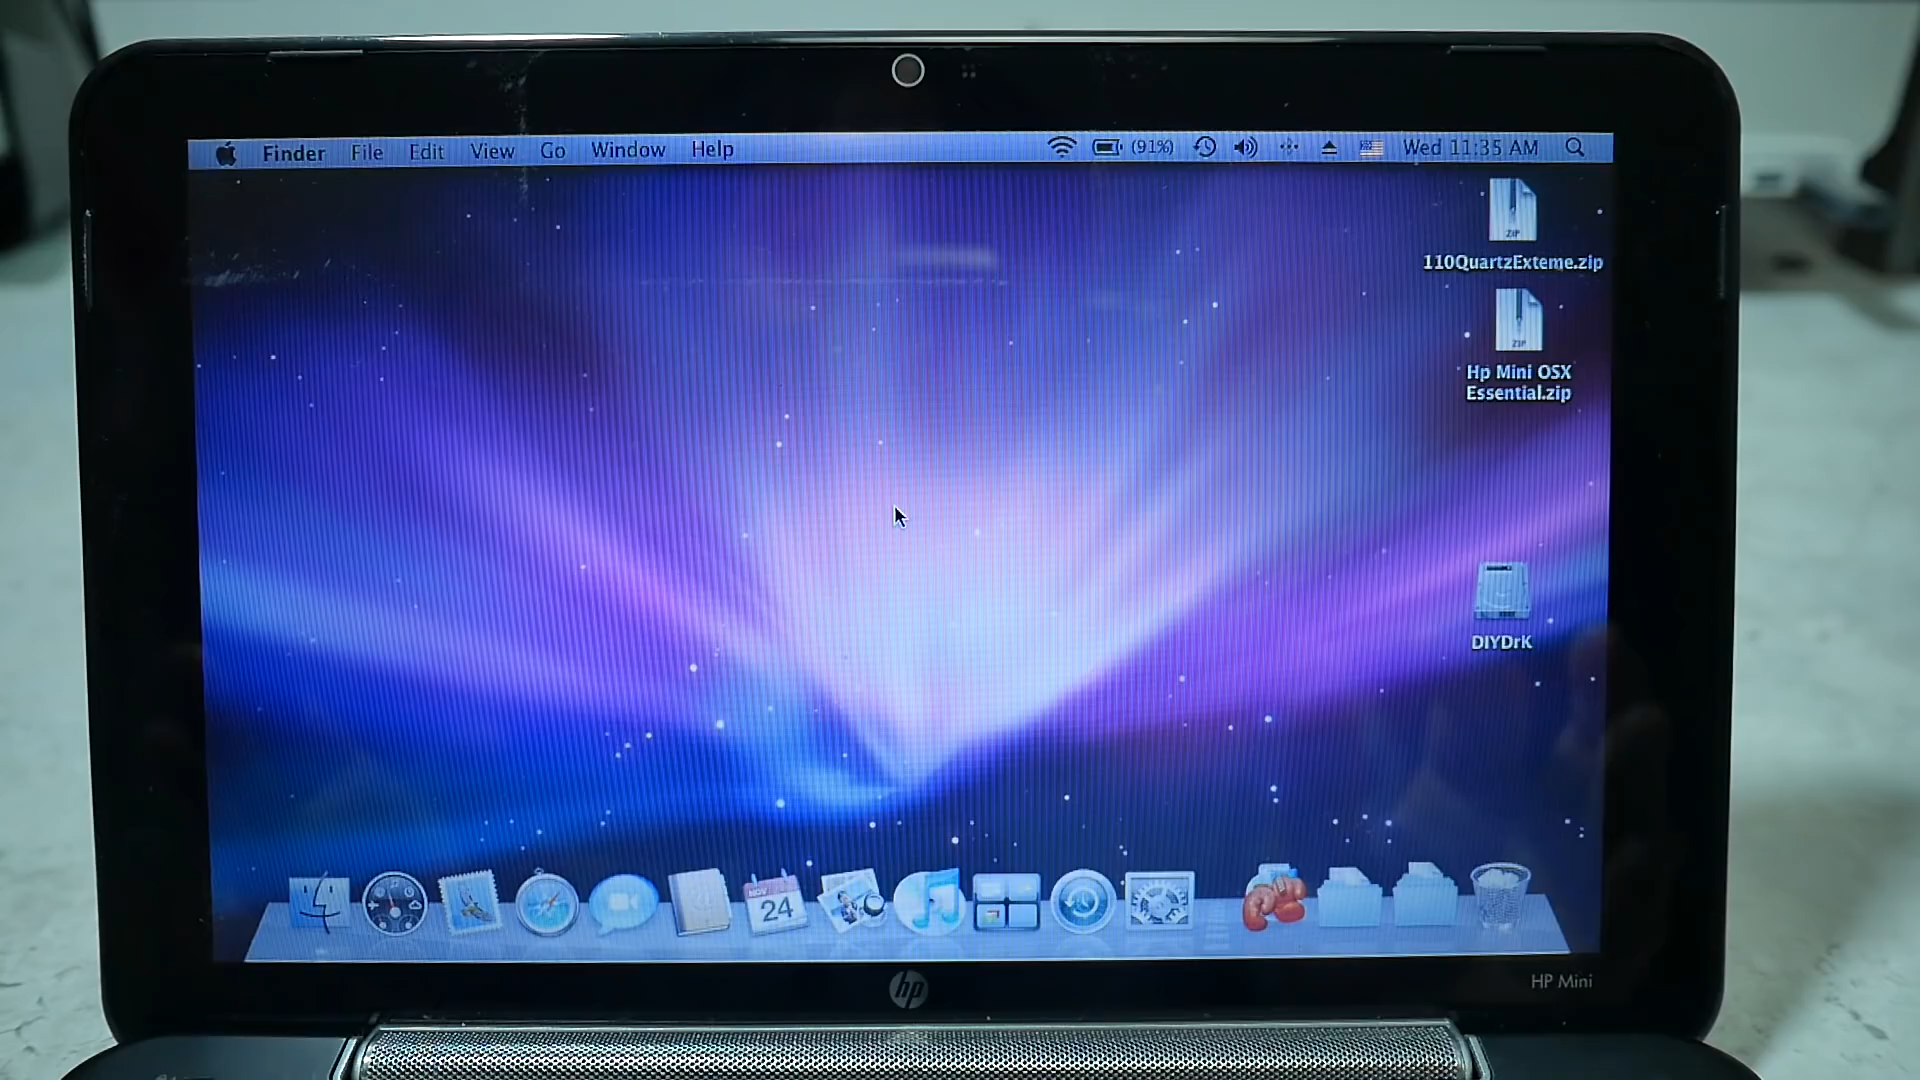 Finder File Edit View Go Window Help (91%) Wed 11:35 AM
ZIP
110QuartzExteme.zip
ZIP
Hp Mini OSX
Essential.zip
DIYDrK
NOV
24
hp
HP Mini